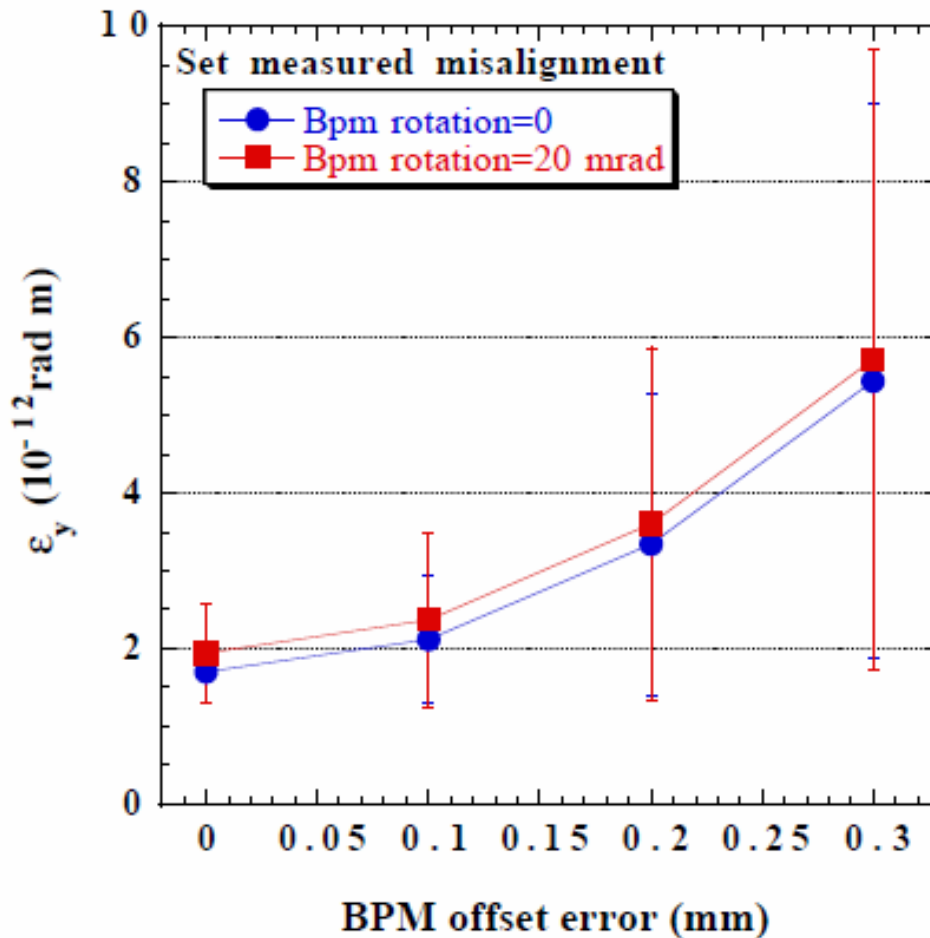 10
Set measured misalignment
Bpm rotation=0
Bpm rotation=20 mrad
8
6
4
2
0
εy (10-12rad m)
0 0.05 0.1 0.15 0.2 0.25 0.3
BPM offset error (mm)